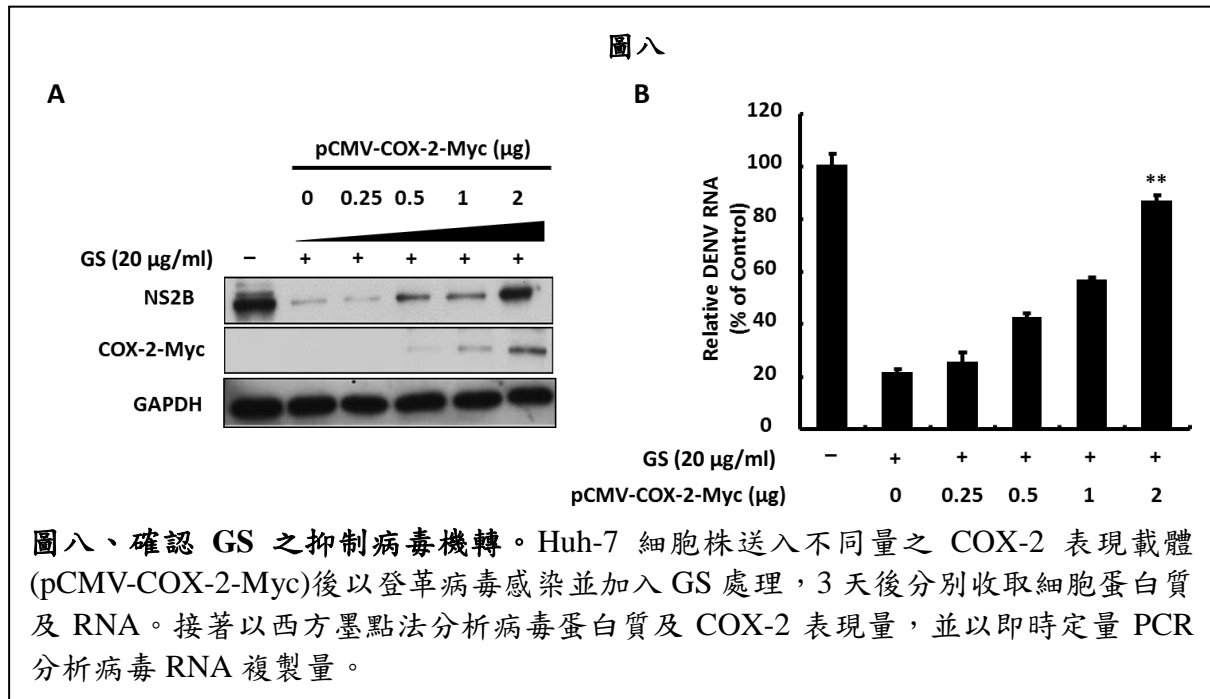 圖八
A
pCMV-COX-2-Myc (µg)
0 0.25 0.5 1 2
GS (20 µg/ml) – + + + + +
NS2B
COX-2-Myc
GAPDH
B
Relative DENV RNA
(% of Control)
120
100
80
60
40
20
0
**
GS (20 µg/ml) – + + + + +
pCMV-COX-2-Myc (µg) 0 0.25 0.5 1 2
圖八、確認 GS 之抑制病毒機轉。Huh-7 細胞株送入不同量之 COX-2 表現載體
(pCMV-COX-2-Myc)後以登革病毒感染並加入 GS 處理，3 天後分別收取細胞蛋白質
及 RNA。接著以西方墨點法分析病毒蛋白質及 COX-2 表現量，並以即時定量 PCR
分析病毒 RNA 複製量。